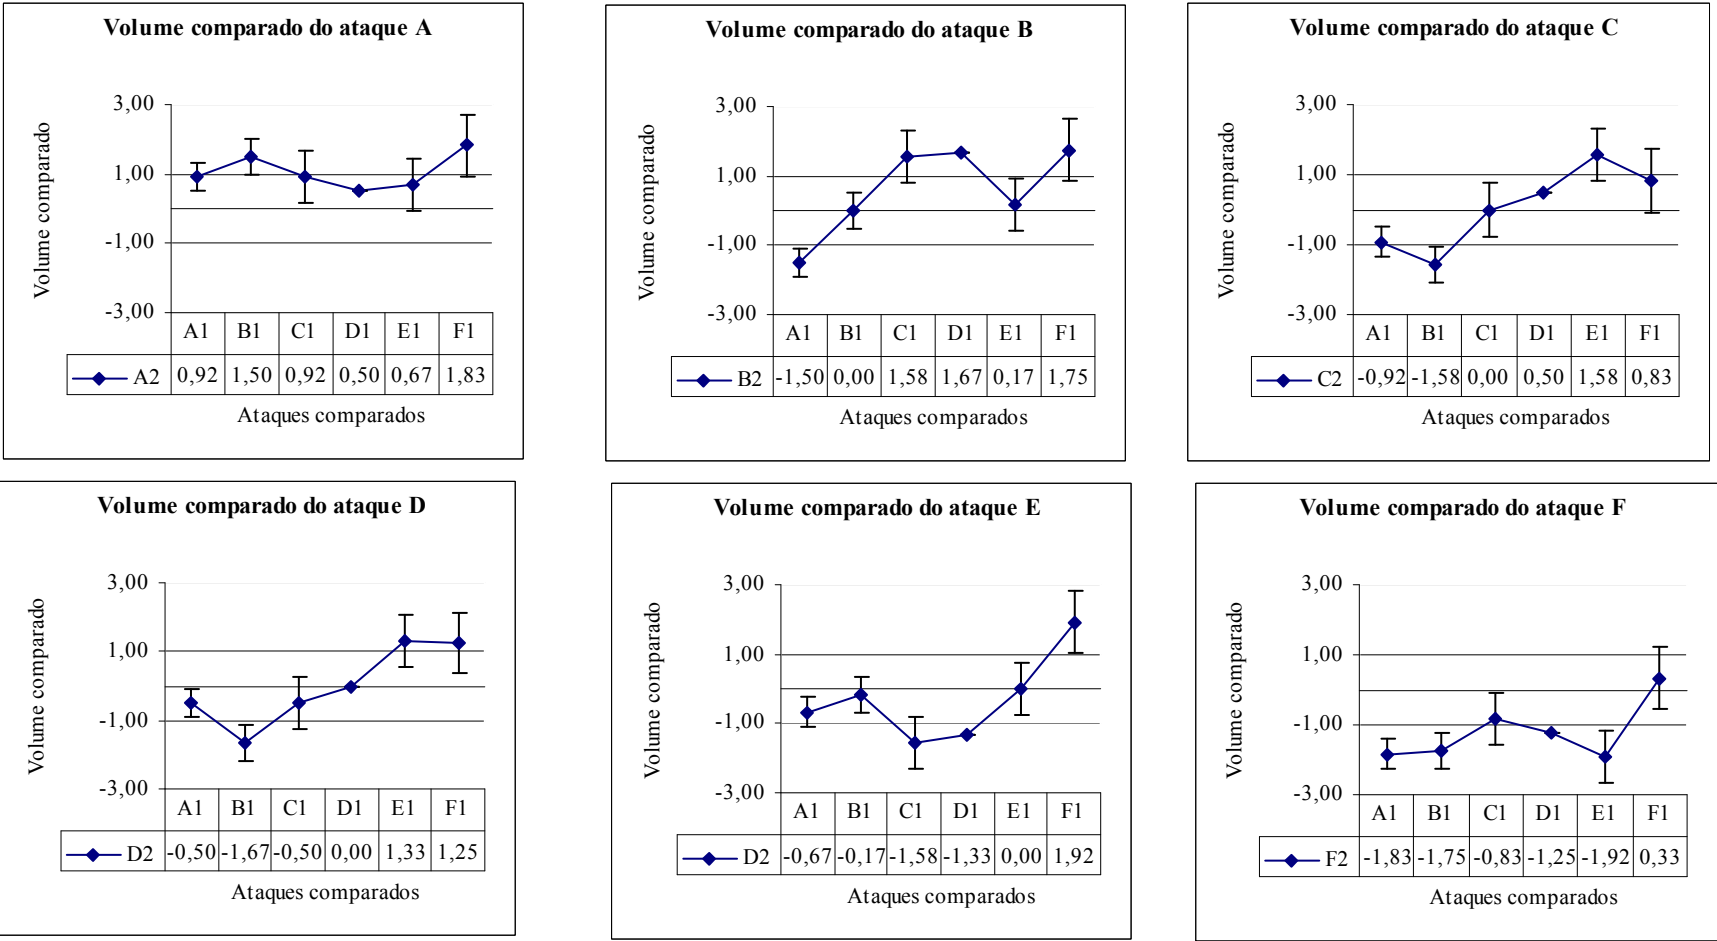 Volume comparado do ataque A
Volume comparado
3,00
1,00
-1,00
-3,00
A1 B1 C1 D1 E1 F1
A2 0,92 1,50 0,92 0,50 0,67 1,83
Ataques comparados
Volume comparado do ataque B
Volume comparado
3,00
1,00
-1,00
-3,00
A1 B1 C1 D1 E1 F1
B2 -1,50 0,00 1,58 1,67 0,17 1,75
Ataques comparados
Volume comparado do ataque C
Volume comparado
3,00
1,00
-1,00
-3,00
A1 B1 C1 D1 E1 F1
C2 -0,92 -1,58 0,00 0,50 1,58 0,83
Ataques comparados
Volume comparado do ataque D
Volume comparado
3,00
1,00
-1,00
-3,00
A1 B1 C1 D1 E1 F1
D2 -0,50 -1,67 -0,50 0,00 1,33 1,25
Ataques comparados
Volume comparado do ataque E
Volume comparado
3,00
1,00
-1,00
-3,00
A1 B1 C1 D1 E1 F1
D2 -0,67 -0,17 -1,58 -1,33 0,00 1,92
Ataques comparados
Volume comparado do ataque F
Volume comparado
3,00
1,00
-1,00
-3,00
A1 B1 C1 D1 E1 F1
F2 -1,83 -1,75 -0,83 -1,25 -1,92 0,33
Ataques comparados